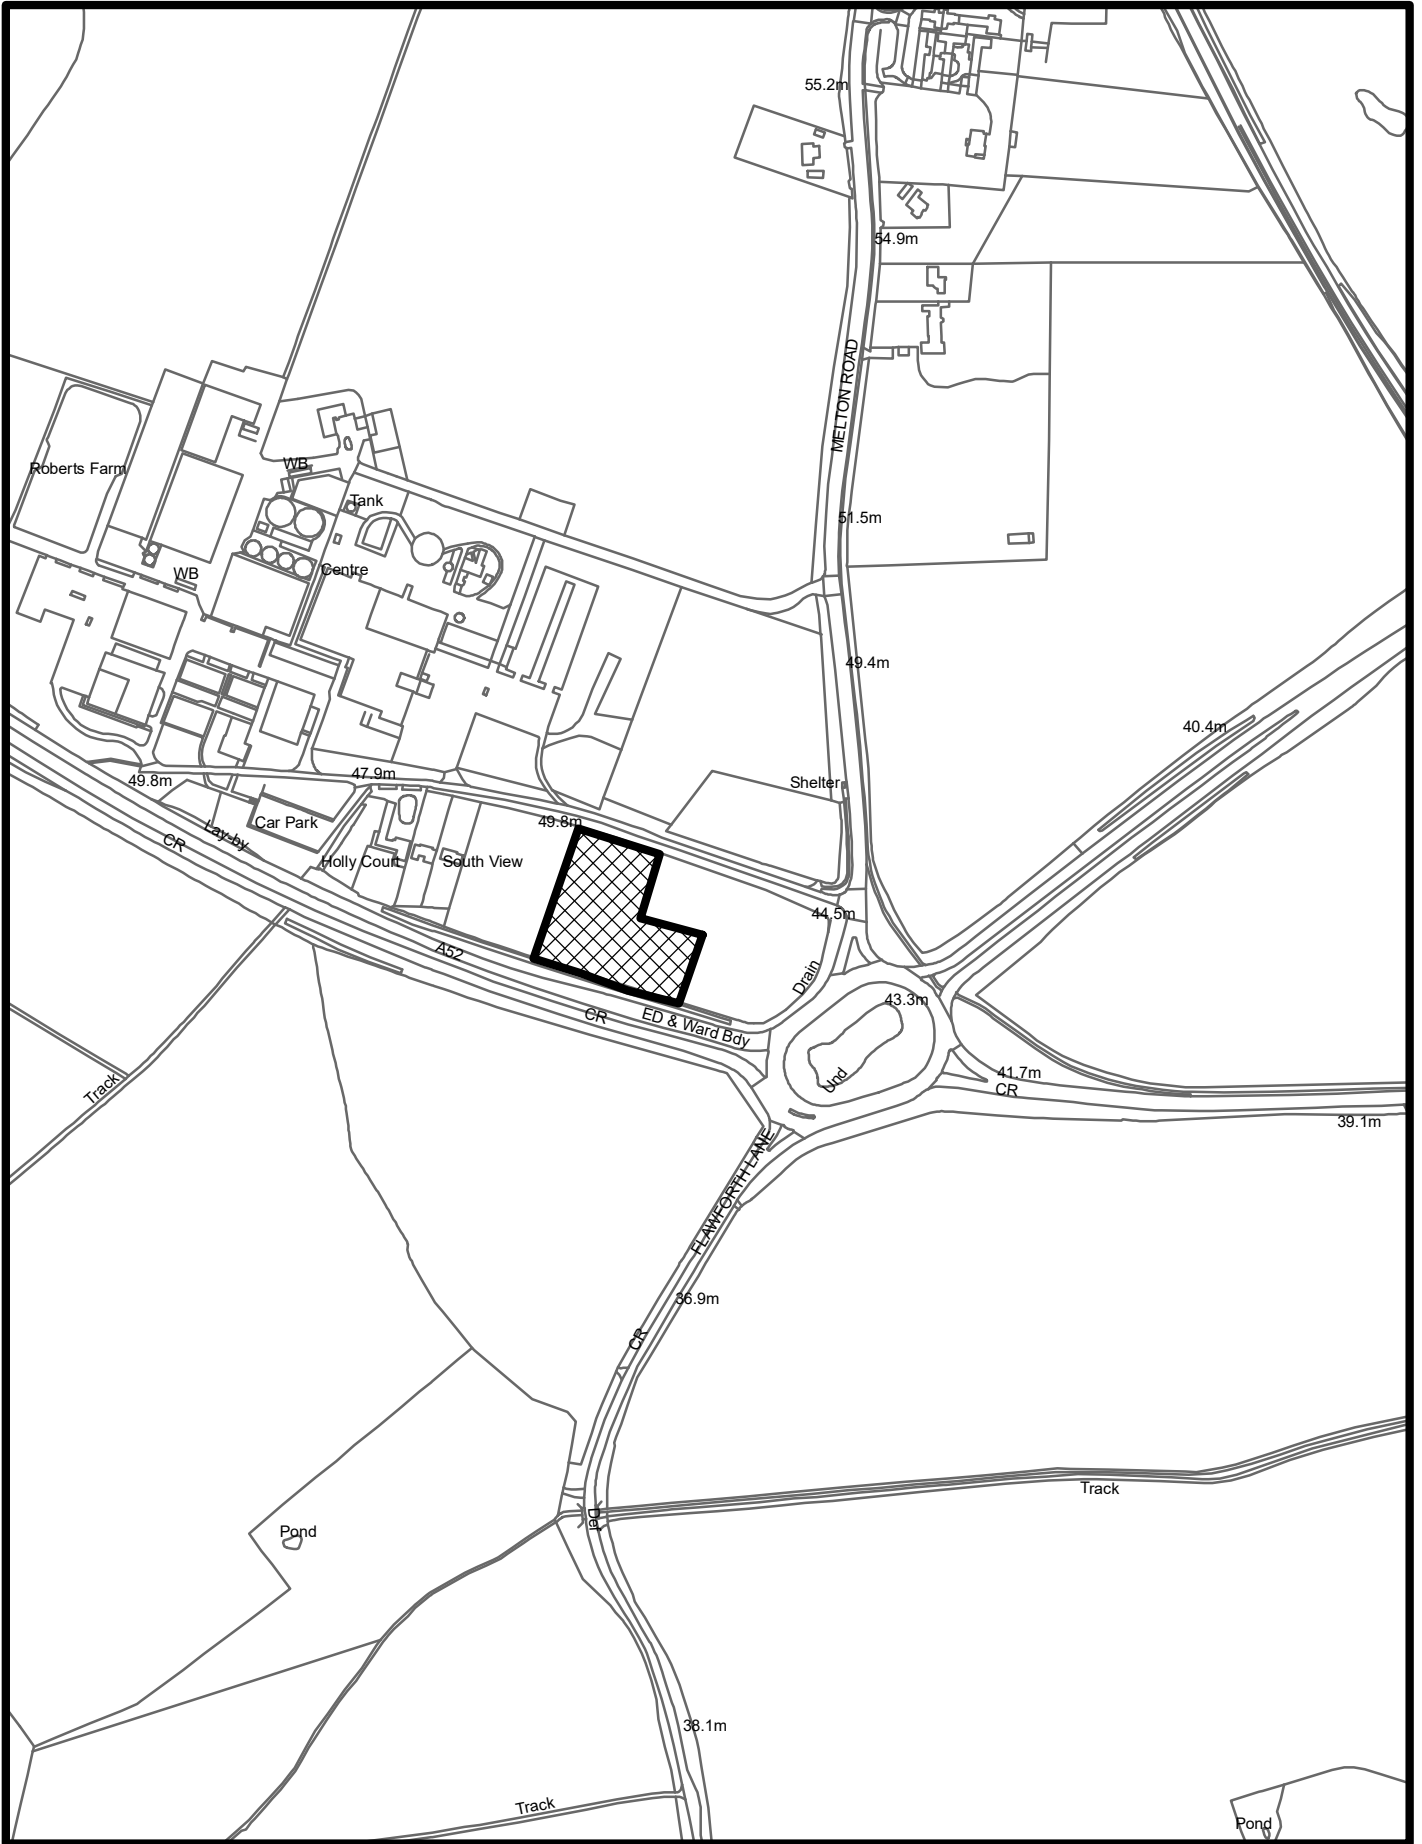 55.2m
54.9m
MELTON ROAD
Roberts Farm
WB
Tank
51.5m
Centre
WB
49.4m
40.4m
49.8m
47.9m
Shelter
Lay-by
Car Park
49.8m
CR
Holly Court
South View
44.5m
A52
Drain
43.3m
CR
ED & Ward Bdy
Und
41.7m
CR
Track
39.1m
FLAWFORTH LANE
36.9m
CR
Track
Def
Pond
38.1m
Track
Pond